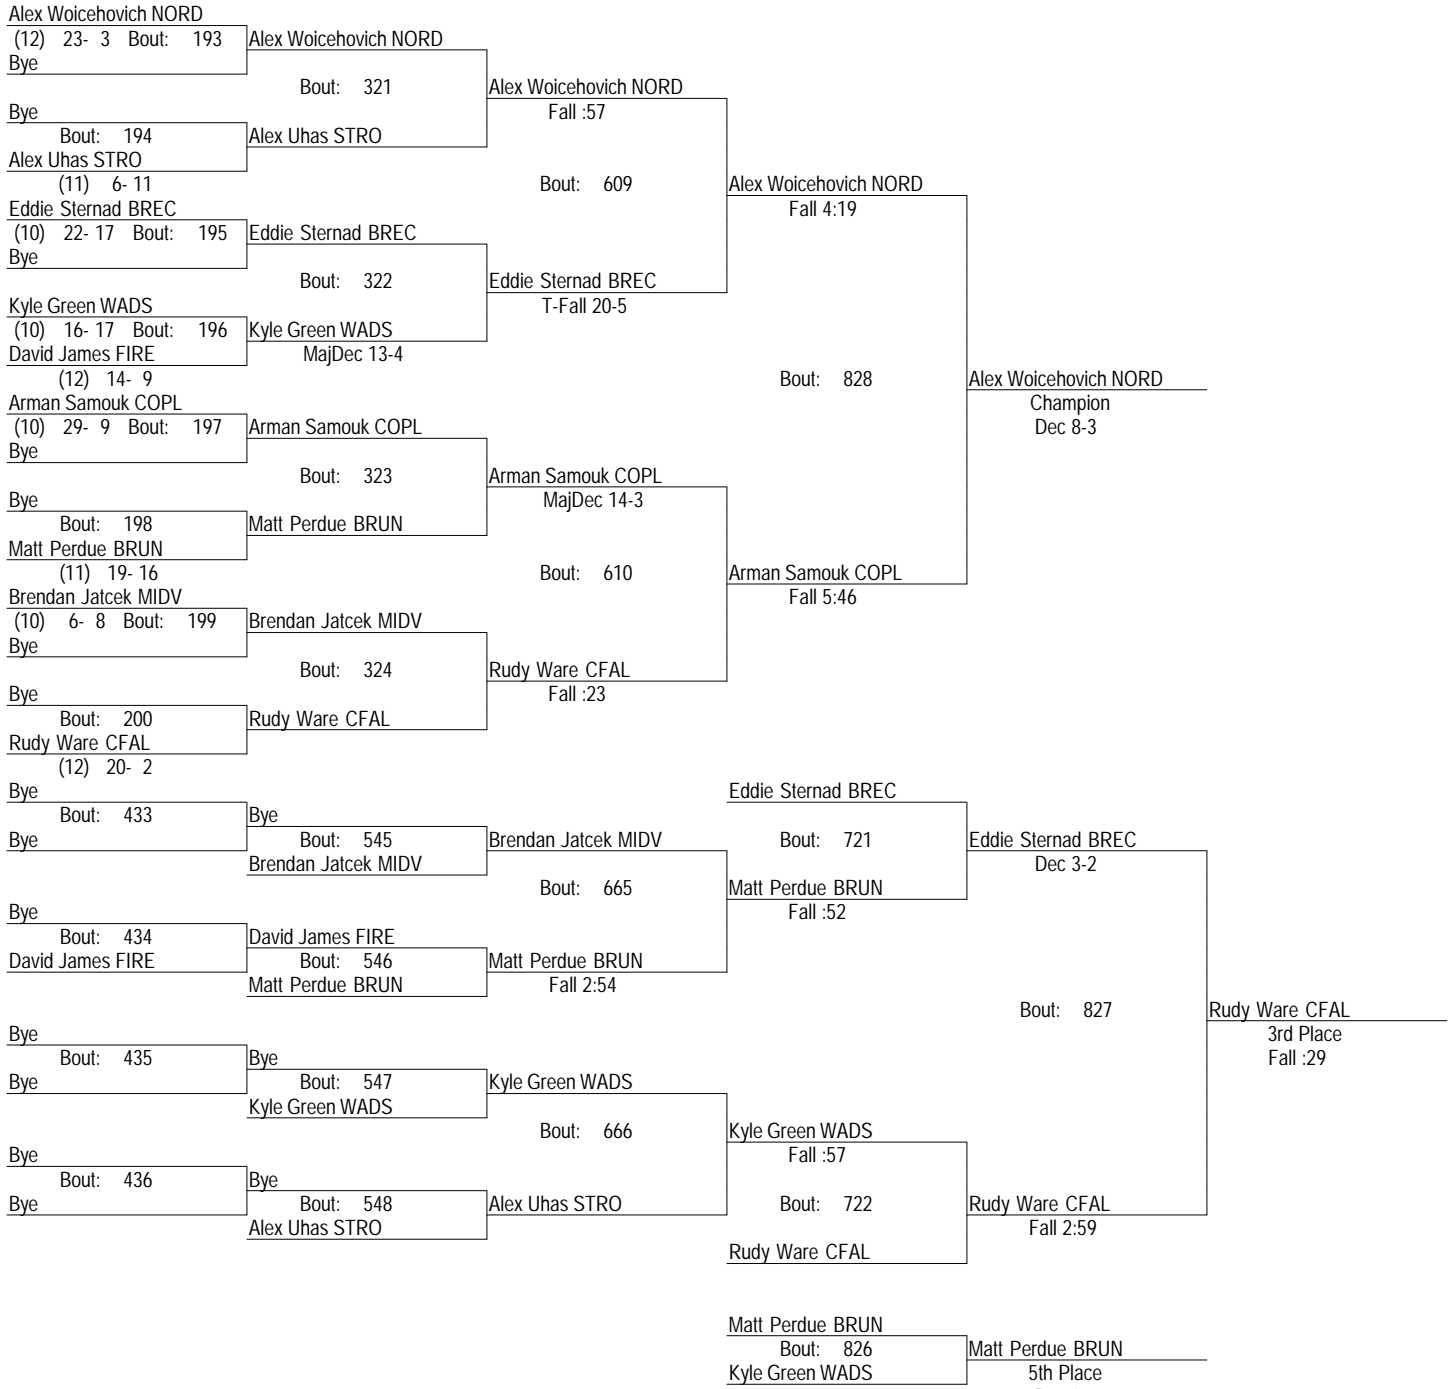 Alex Woicehovich NORD
(12) 23- 3 Bout: 193 Alex Woicehovich NORD
Bye
Bout: 321 Alex Woicehovich NORD
Bye Fall :57
Bout: 194 Alex Uhas STRO
Alex Uhas STRO
(11) 6- 11 Bout: 609 Alex Woicehovich NORD
Eddie Sternad BREC Fall 4:19
(10) 22- 17 Bout: 195 Eddie Sternad BREC
Bye
Bout: 322 Eddie Sternad BREC
Kyle Green WADS T-Fall 20-5
(10) 16- 17 Bout: 196 Kyle Green WADS
David James FIRE MajDec 13-4
(12) 14- 9 Bout: 828 Alex Woicehovich NORD
Arman Samouk COPL Champion
(10) 29- 9 Bout: 197 Arman Samouk COPL Dec 8-3
Bye
Bout: 323 Arman Samouk COPL
Bye MajDec 14-3
Bout: 198 Matt Perdue BRUN
Matt Perdue BRUN
(11) 19- 16 Bout: 610 Arman Samouk COPL
Brendan Jatcek MIDV Fall 5:46
(10) 6- 8 Bout: 199 Brendan Jatcek MIDV
Bye
Bout: 324 Rudy Ware CFAL
Bye Fall :23
Bout: 200 Rudy Ware CFAL
Rudy Ware CFAL
(12) 20- 2
Bye Eddie Sternad BREC
Bout: 433 Bye
Bye Bout: 545 Brendan Jatcek MIDV Bout: 721 Eddie Sternad BREC
Brendan Jatcek MIDV Dec 3-2
Bout: 665 Matt Perdue BRUN
Bye Fall :52
Bout: 434 David James FIRE
David James FIRE Bout: 546 Matt Perdue BRUN
Matt Perdue BRUN Fall 2:54
Bout: 827 Rudy Ware CFAL
Bye 3rd Place
Bout: 435 Bye Fall :29
Bye Bout: 547 Kyle Green WADS
Kyle Green WADS
Bout: 666 Kyle Green WADS
Bye Fall :57
Bout: 436 Bye
Bye Bout: 548 Alex Uhas STRO Bout: 722 Rudy Ware CFAL
Alex Uhas STRO Fall 2:59
Rudy Ware CFAL
Matt Perdue BRUN
Bout: 826 Matt Perdue BRUN
Kyle Green WADS 5th Place